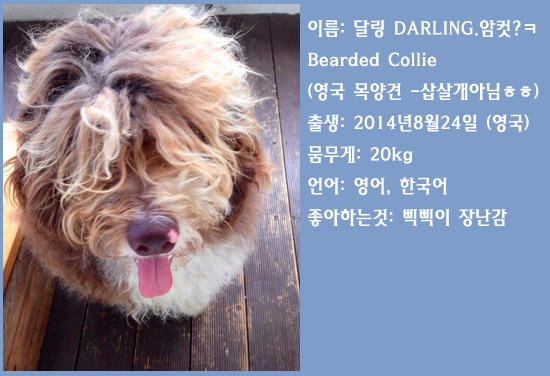 이름: 달링 DARLING.암컷?ㅋ
Bearded Collie
(영국 목양견 -삽살개아님ㅎㅎ)
출생: 2014년8월24일 (영국)
뭄무게: 20kg
언어: 영어, 한국어
좋아하는것: 삑삑이 장난감